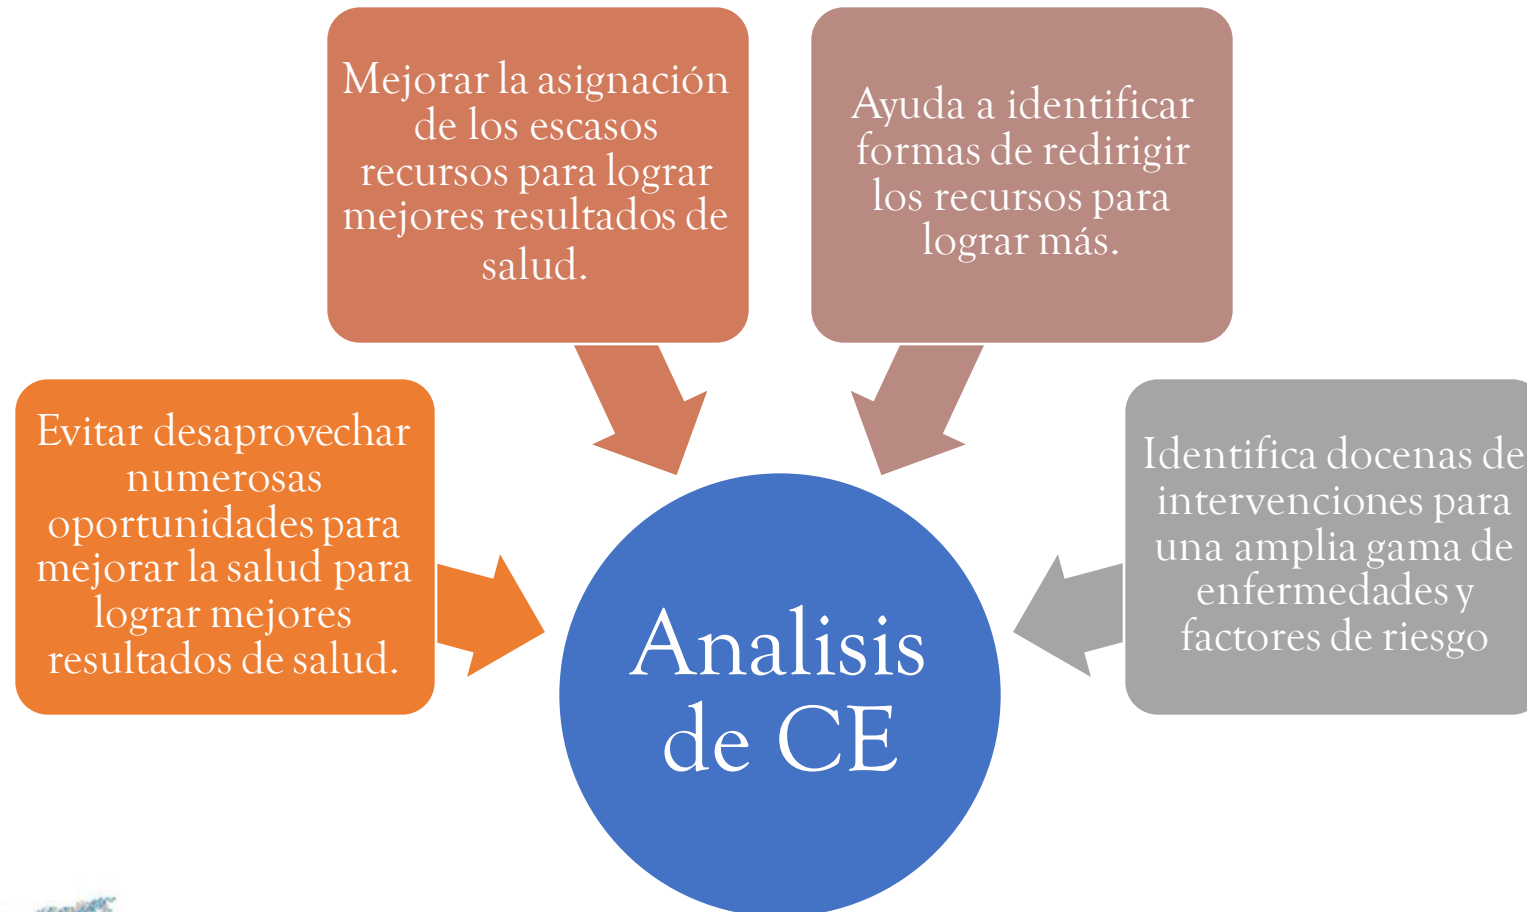 Mejorar la asignación
de los escasos
recursos para lograr
mejores resultados de
salud.
Ayuda a identificar
formas de redirigir
los recursos para
lograr más.
Evitar desaprovechar
numerosas
oportunidades para
mejorar la salud para
lograr mejores
resultados de salud.
Identifica docenas de
intervenciones para
una amplia gama de
enfermedades y
factores de riesgo
Analisis
de CE